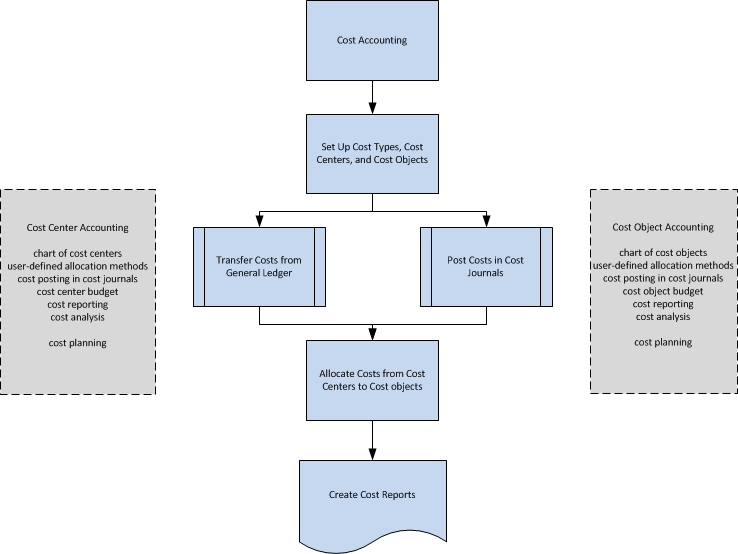 Cost Accounting
Set Up Cost Types, Cost
Centers, and Cost Objects
Cost Center Accounting
chart of cost centers
user-defined allocation methods
cost posting in cost journals
cost center budget
cost reporting
cost analysis
cost planning
Transfer Costs from
General Ledger
Post Costs in Cost
Journals
Cost Object Accounting
chart of cost objects
user-defined allocation methods
cost posting in cost journals
cost object budget
cost reporting
cost analysis
cost planning
Allocate Costs from Cost
Centers to Cost objects
Create Cost Reports